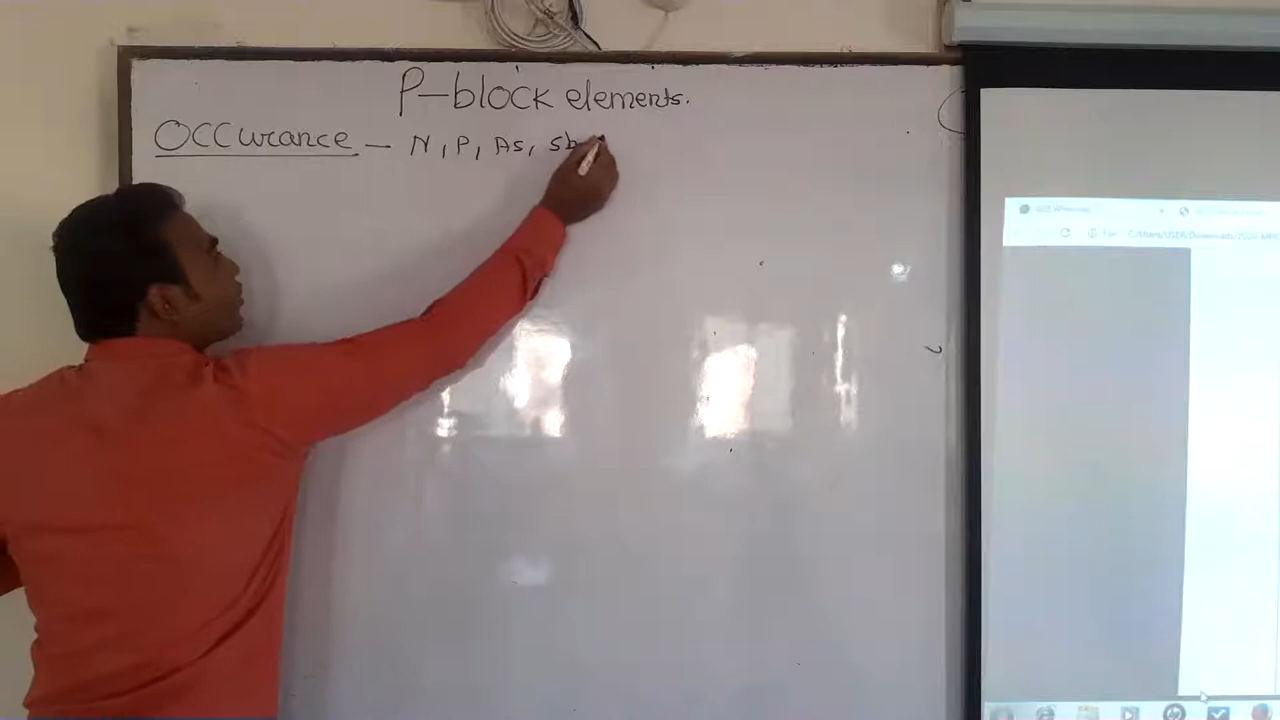 P-block elements.
Occurance - N, P, As, Sb